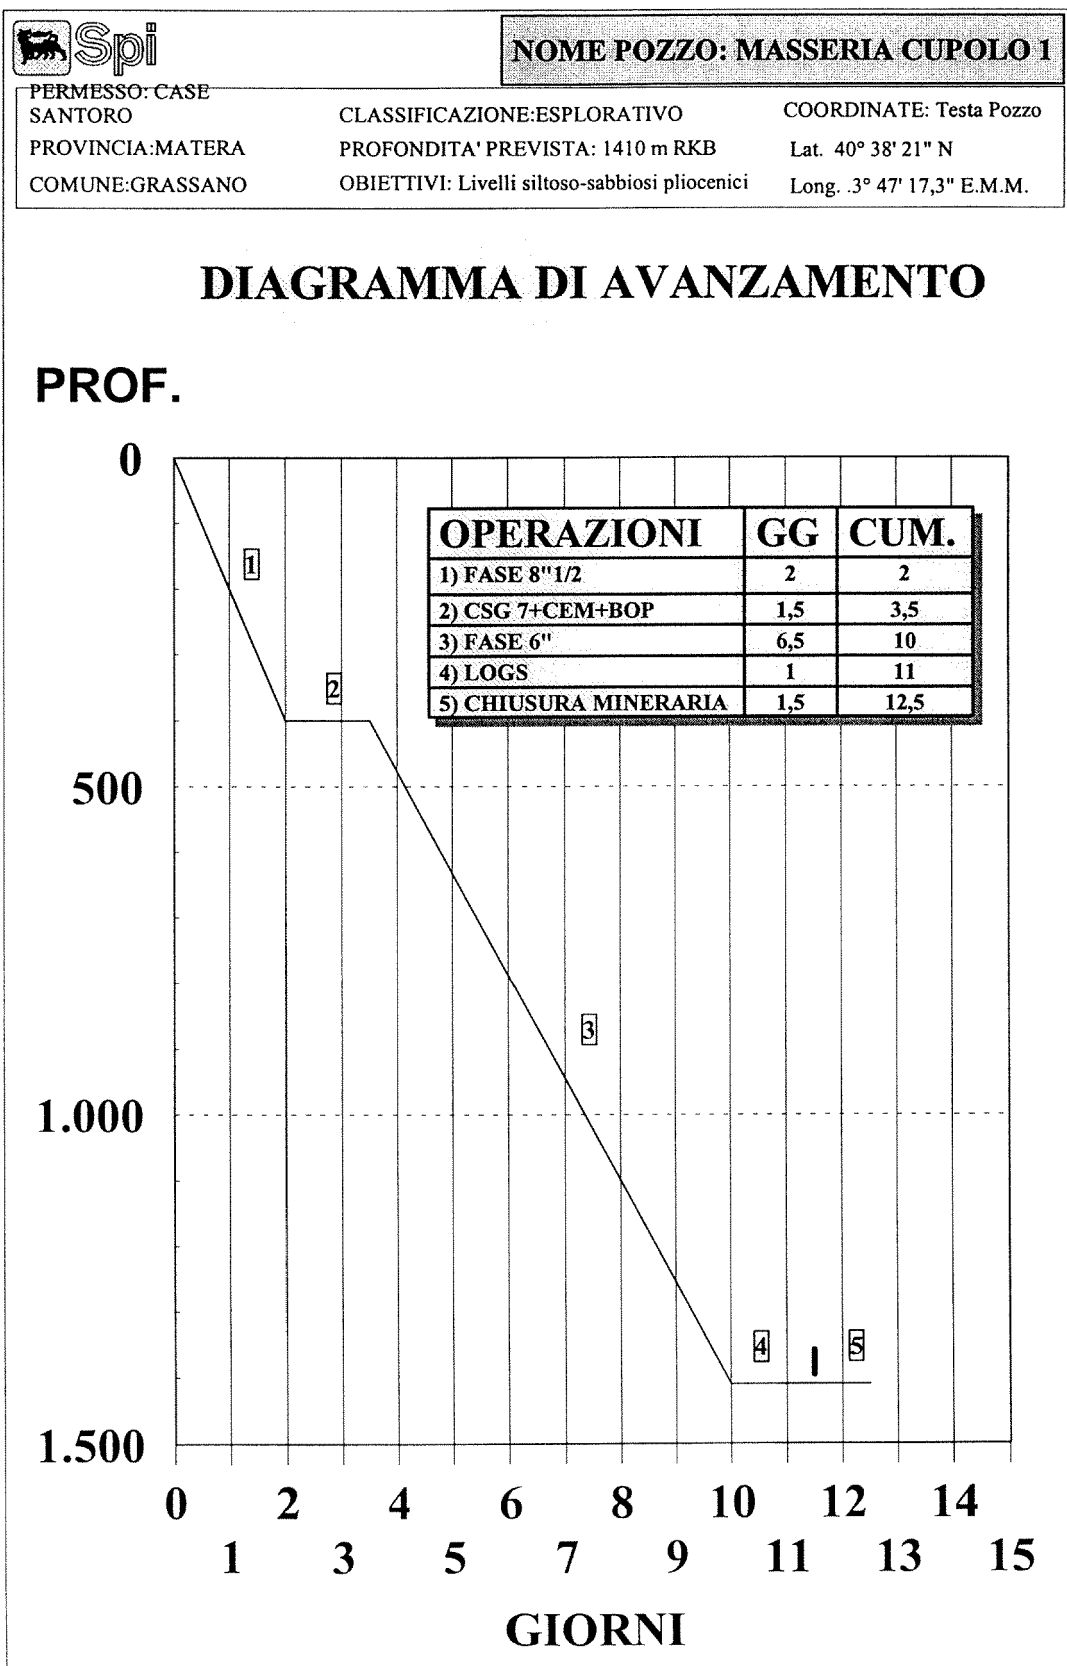 Spi
NOME POZZO: MASSERIA CUPOLO 1
PERMESSO: CASE
SANTORO
CLASSIFICAZIONE:ESPLORATIVO
COORDINATE: Testa Pozzo
PROVINCIA:MATERA
PROFONDITA' PREVISTA: 1410 m RKB
Lat. 40° 38' 21" N
COMUNE:GRASSANO
OBIETTIVI: Livelli siltoso-sabbiosi pliocenici
Long. .3° 47' 17,3" E.M.M.
DIAGRAMMA DI AVANZAMENTO
PROF.
0
OPERAZIONI GG CUM.
1) FASE 8"1/2 2 2
2) CSG 7+CEM+BOP 1,5 3,5
3) FASE 6" 6,5 10
4) LOGS 1 11
5) CHIUSURA MINERARIA 1,5 12,5
1
2
500
3
1.000
4 5
1.500
0 2 4 6 8 10 12 14
1 3 5 7 9 11 13 15
GIORNI